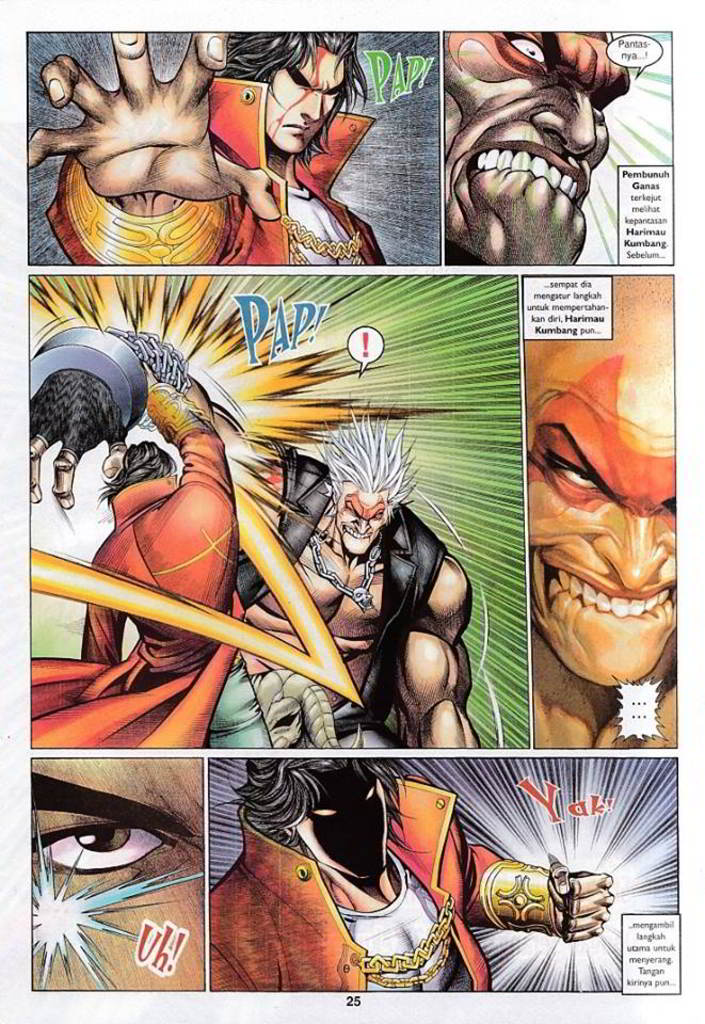 PAP!
Pantas-
nya...!
Pembunuh
Ganas
terkejut
melihat
kepantasan
Harimau
Kumbang.
Sebelum...
PAP!
!
...sempat dia
mengatur langkah
untuk mempertahan-
kan diri, Harimau
Kumbang pun...
...
...
Uh!
Yak!
...mengambil
langkah
utama untuk
menyerang.
Tangan
kirinya pun...
25